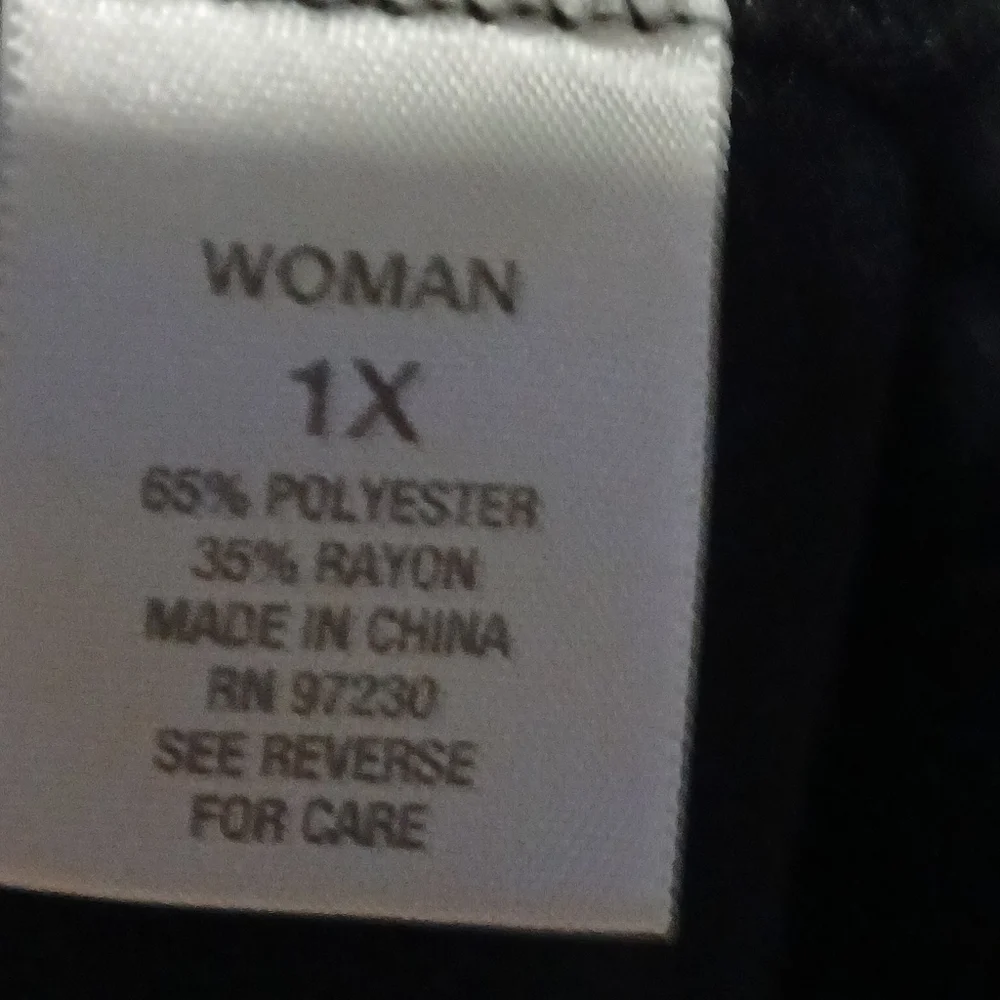 WOMAN
1X
65% POLYESTER
35% RAYON
MADE IN CHINA
RN 97230
SEE REVERSE
FOR CARE